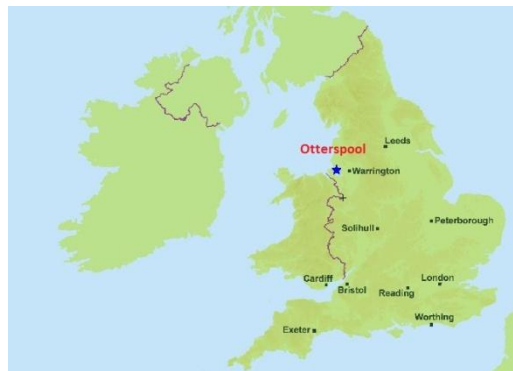 Leeds
Otterspool
Warrington
Peterborough
Solihull
Cardiff
Bristol
London
Reading
Worthing
Exeter